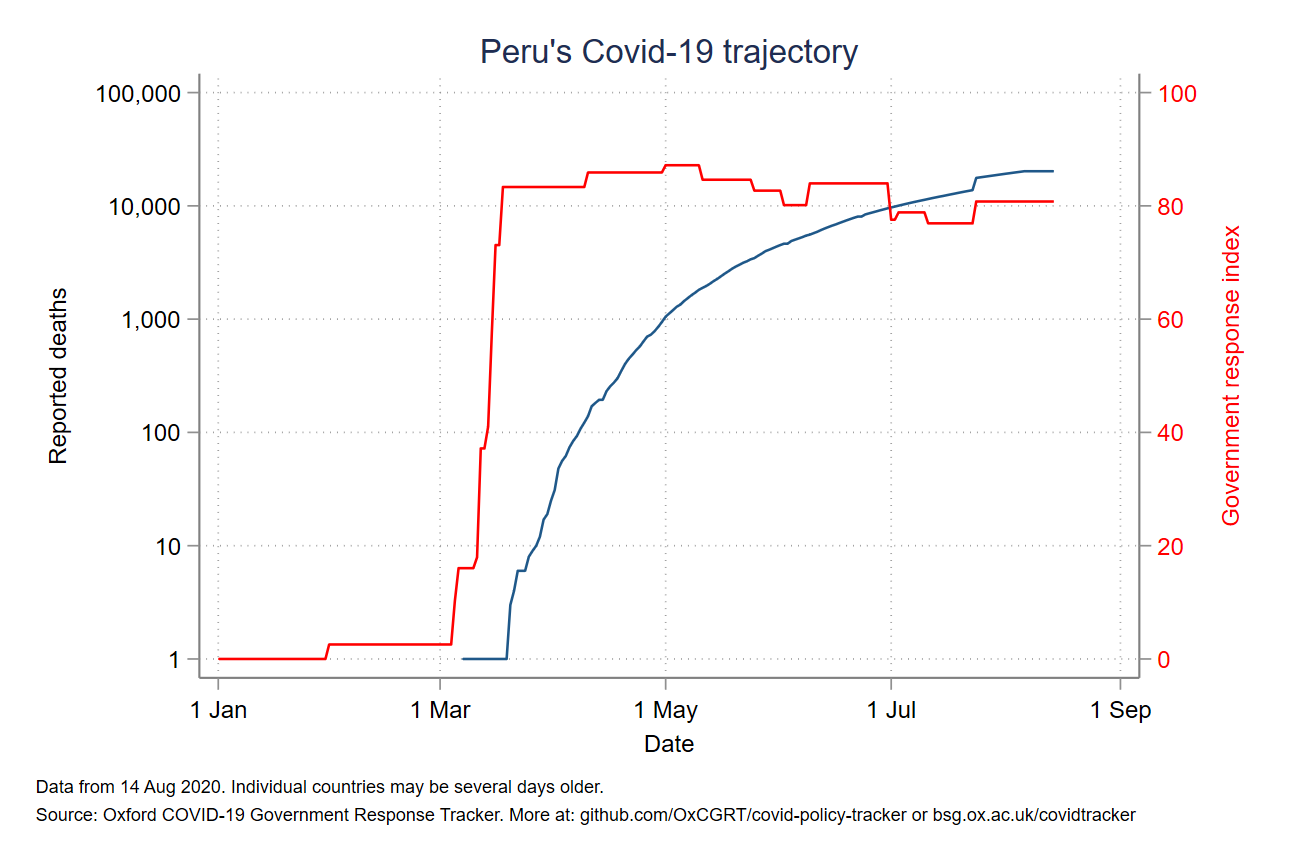 Peru's Covid-19 trajectory
100,000
10,000
1,000
100
10
1
Reported deaths
100
80
60
40
20
0
Government response index
1 Jan
1 Mar
1 May
1 Jul
1 Sep
Date
Data from 14 Aug 2020. Individual countries may be several days older.
Source: Oxford COVID-19 Government Response Tracker. More at: github.com/OxCGRT/covid-policy-tracker or bsg.ox.ac.uk/covidtracker